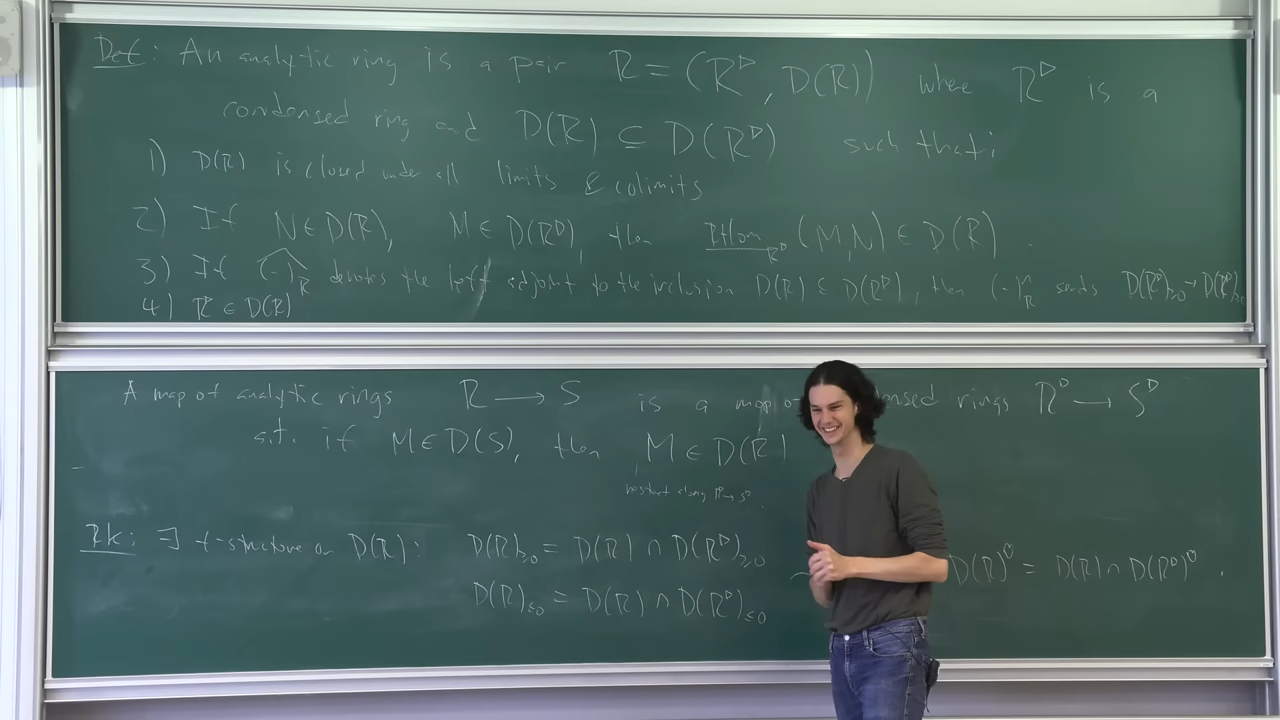 Def: An analytic ring is a pair R = (R^▷, D(R)) where R^▷ is a
condensed ring and D(R) ⊆ D(R^▷) such that:
1) D(R) is closed under all limits & colimits
2) If N ∈ D(R), M ∈ D(R^▷), then RHom_{R^▷}(M,N) ∈ D(R).
3) If (-)^_R denotes the left adjoint to the inclusion D(R) ⊆ D(R^▷), then (-)^_R sends D(R^▷)_{≥0} → D(R^▷)_{≥0}
4) R^▷ ∈ D(R)
A map of analytic rings R → S is a map of nsed rings R^▷ → S^▷
s.t. if M ∈ D(S), then M ∈ D(R)
restrict along R^▷ → S^▷
Rk: ∃ t-structure on D(R): D(R)_{≥0} = D(R) ∩ D(R^▷)_{≥0}
D(R)_{≤0} = D(R) ∩ D(R^▷)_{≤0}
D(R)^♡ = D(R) ∩ D(R^▷)^♡.